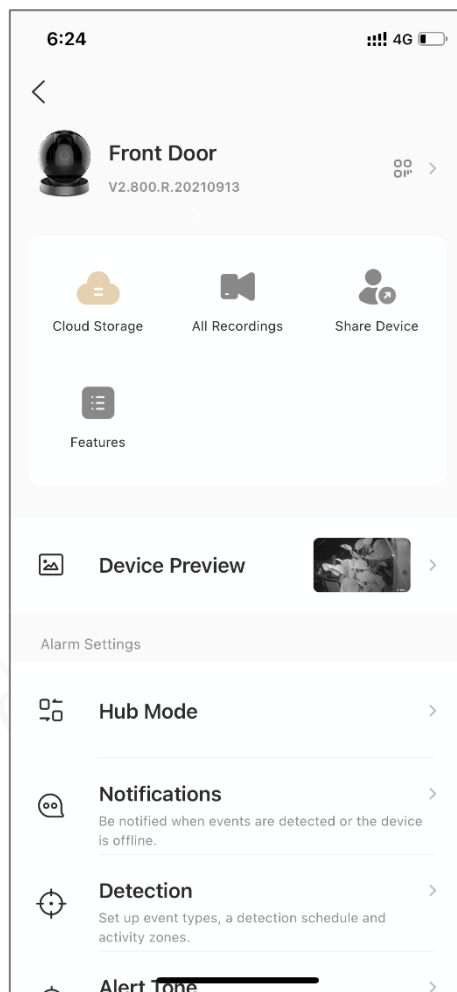 6:24
4G
Front Door
V2.800.R.20210913
Cloud Storage
All Recordings
Share Device
Features
Device Preview
Alarm Settings
Hub Mode
Notifications
Be notified when events are detected or the device
is offline.
Detection
Set up event types, a detection schedule and
activity zones.
Alert Tone